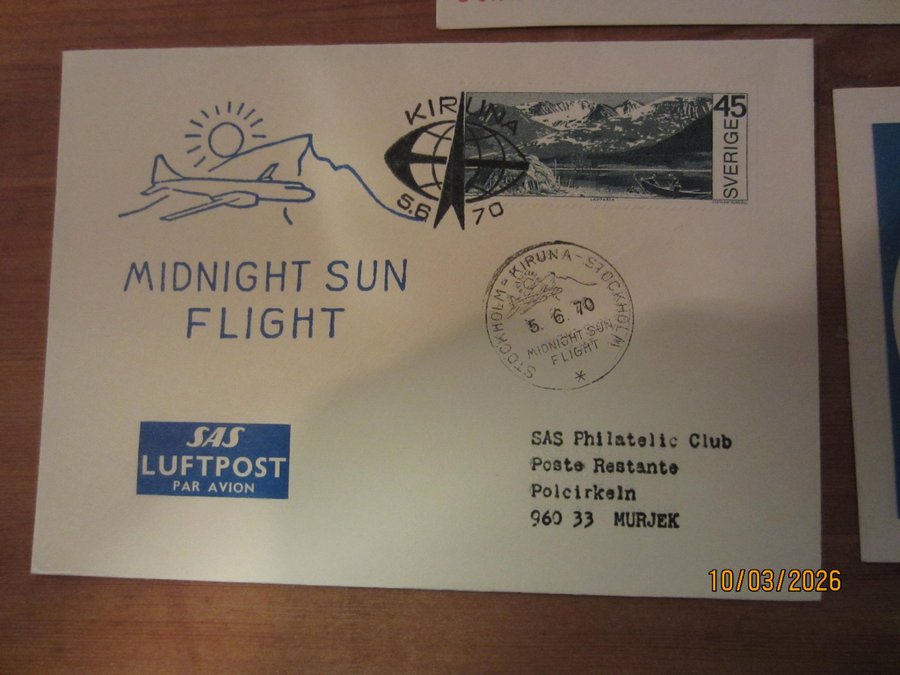 KIRUNA
5.6 70
45
SVERIGE
MIDNIGHT SUN
FLIGHT
STOCKHOLM-KIRUNA-STOCKHOLM
5. 6. 70
MIDNIGHT SUN
FLIGHT
*
SAS
LUFTPOST
PAR AVION
SAS Philatelic Club
Poste Restante
Polcirkeln
960 33 MURJEK
10/03/2026